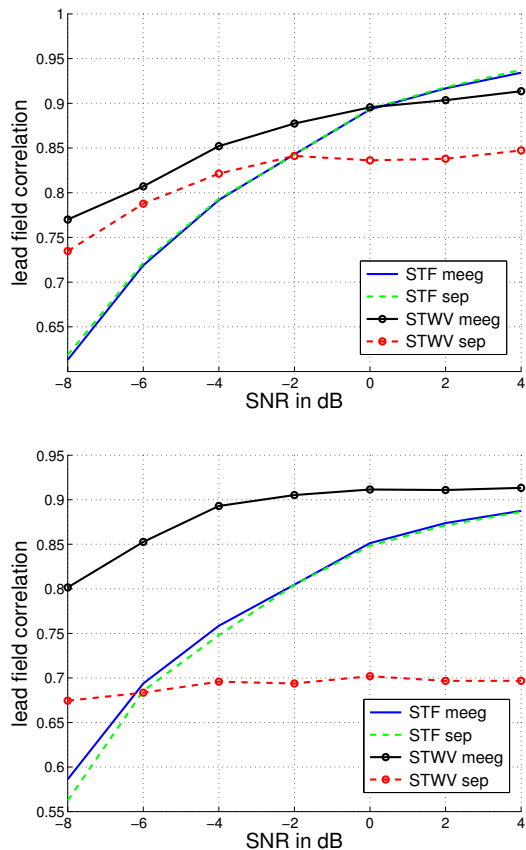 1
0.95
0.9
0.85
0.8
0.75
0.7
0.65
lead field correlation
STF meeg
STF sep
STWV meeg
STWV sep
−8 −6 −4 −2 0 2 4
SNR in dB
0.95
0.9
0.85
0.8
0.75
0.7
0.65
0.6
0.55
lead field correlation
STF meeg
STF sep
STWV meeg
STWV sep
−8 −6 −4 −2 0 2 4
SNR in dB